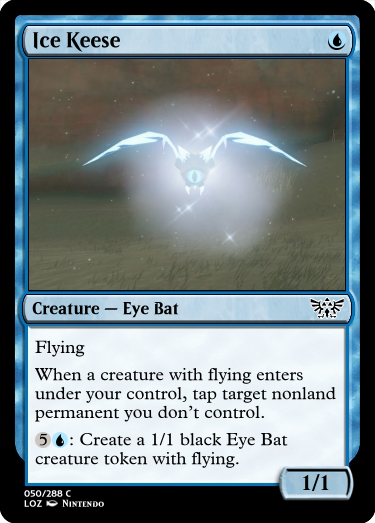 Ice Keese
Creature — Eye Bat
Flying
When a creature with flying enters
under your control, tap target nonland
permanent you don't control.
5: Create a 1/1 black Eye Bat
creature token with flying.
1/1
050/288 C
LOZ Nintendo